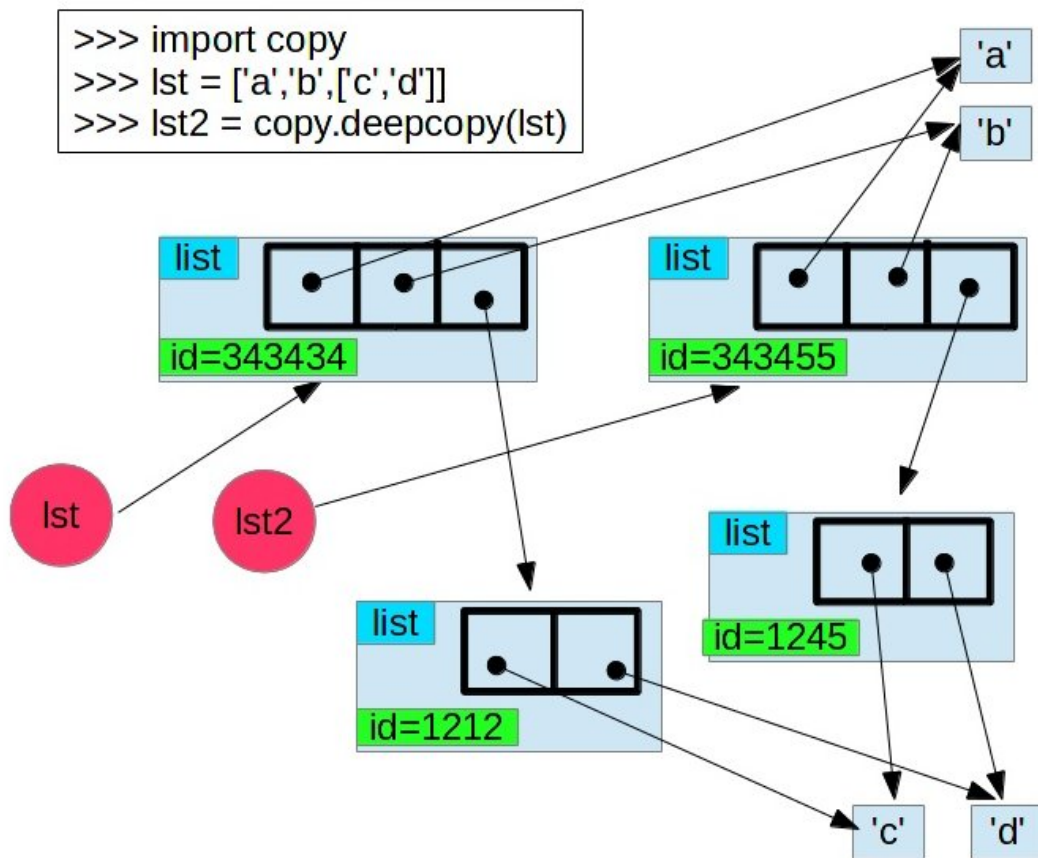 >>> import copy
>>> lst = ['a','b',['c','d']]
>>> lst2 = copy.deepcopy(lst)
'a'
'b'
list
id=343434
list
id=343455
lst
lst2
list
id=1245
list
id=1212
'c'
'd'